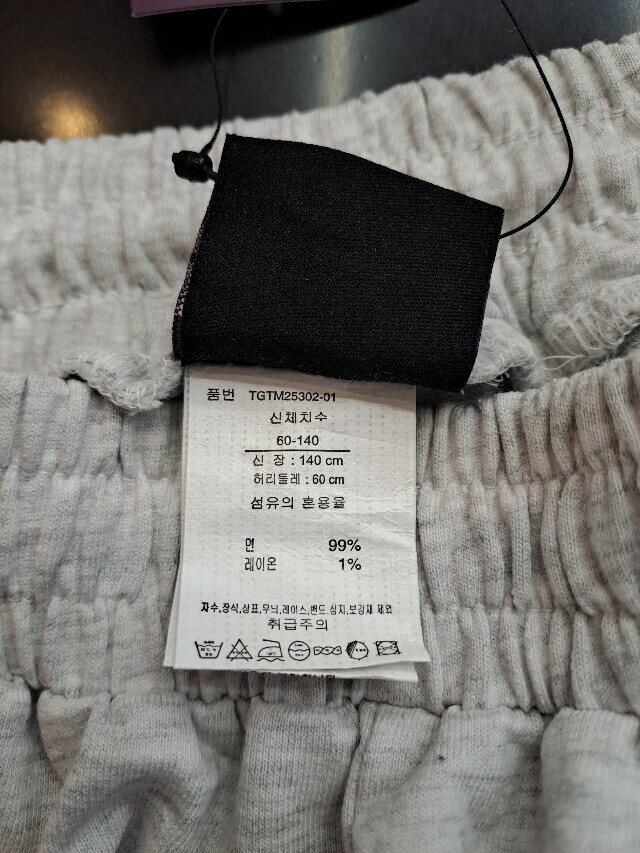 품번 TGTM25302-01
신체치수
60-140
신 장 : 140 cm
허리둘레 : 60 cm
섬유의 혼용율
면 99%
레이온 1%
자수,장식,상표,무늬,레이스,밴드,심지,보강재 제외
취급주의